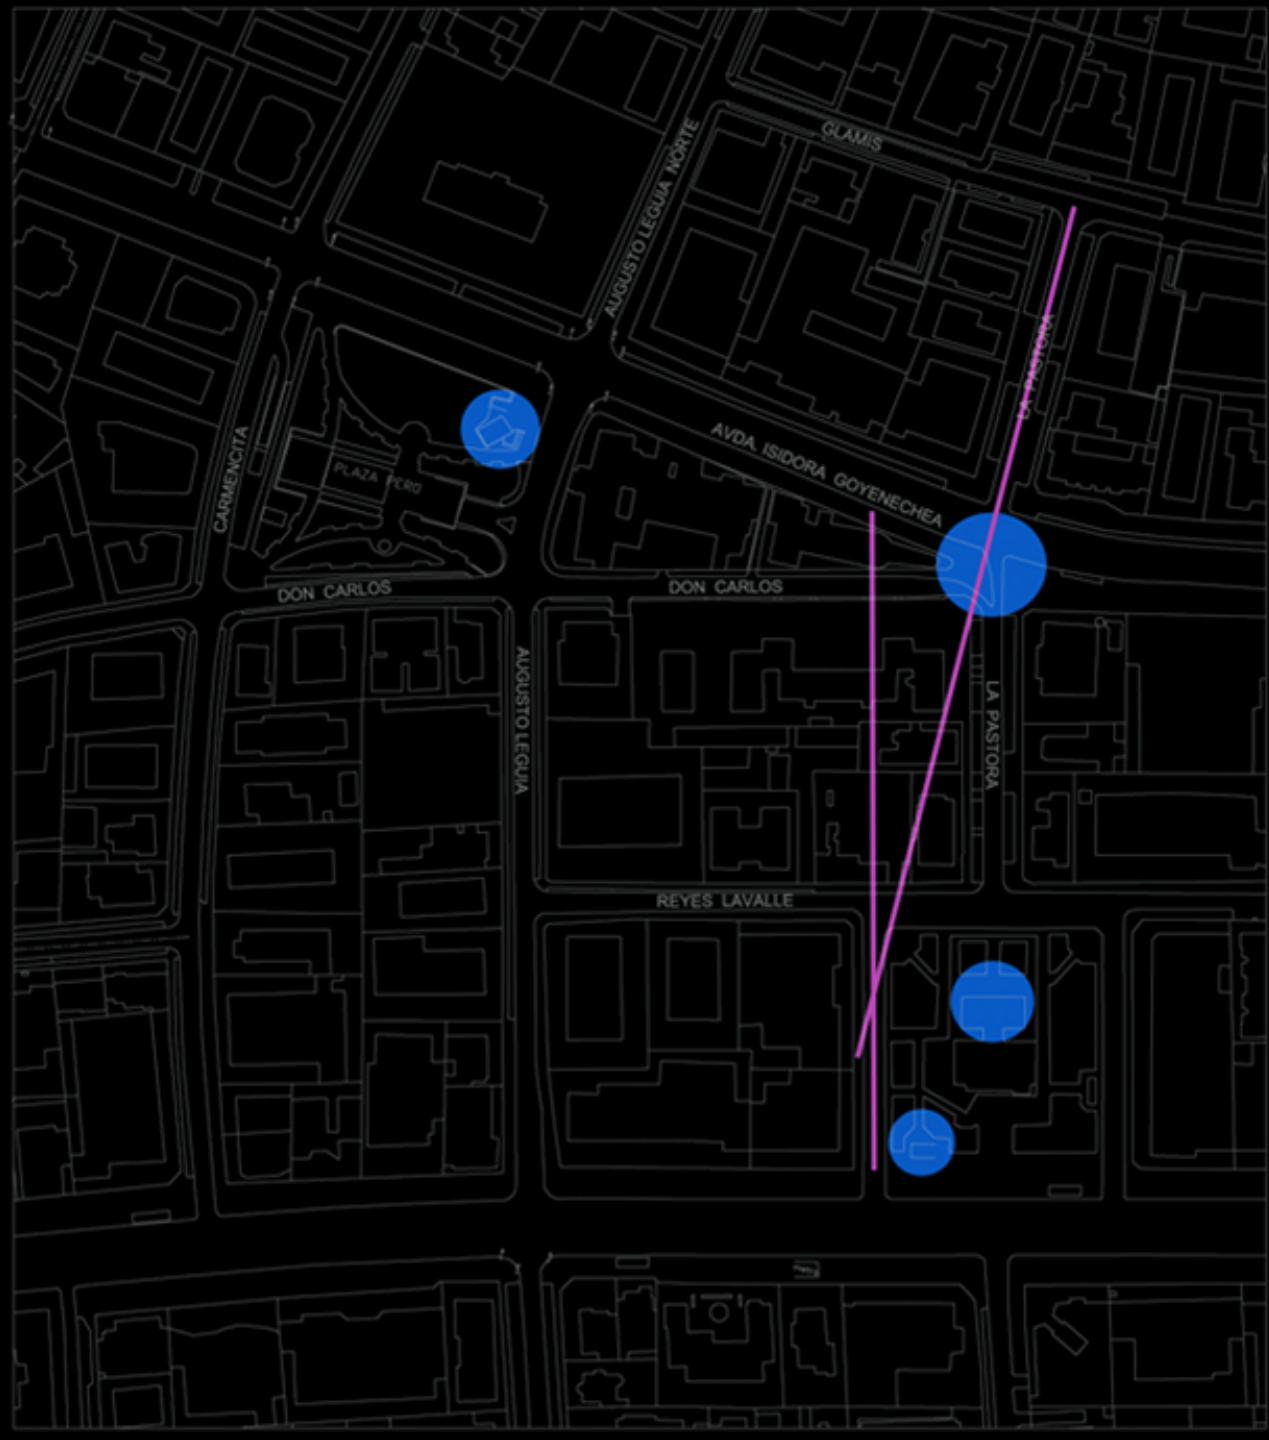 GLAMIS
AUGUSTO LEGUIA NORTE
LA PASTORA
AVDA. ISIDORA GOYENECHEA
CARMENCITA
PLAZA PERU
DON CARLOS
DON CARLOS
AUGUSTO LEGUIA
LA PASTORA
REYES LAVALLE